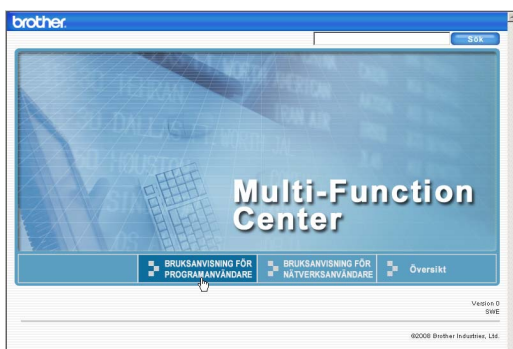 brother.
Sök
Multi-Function
Center
BRUKSANVISNING FÖR
PROGRAMANVÄNDARE
BRUKSANVISNING FÖR
NÄTVERKSANVÄNDARE
Översikt
Version 0
SWE
©2008 Brother Industries, Ltd.